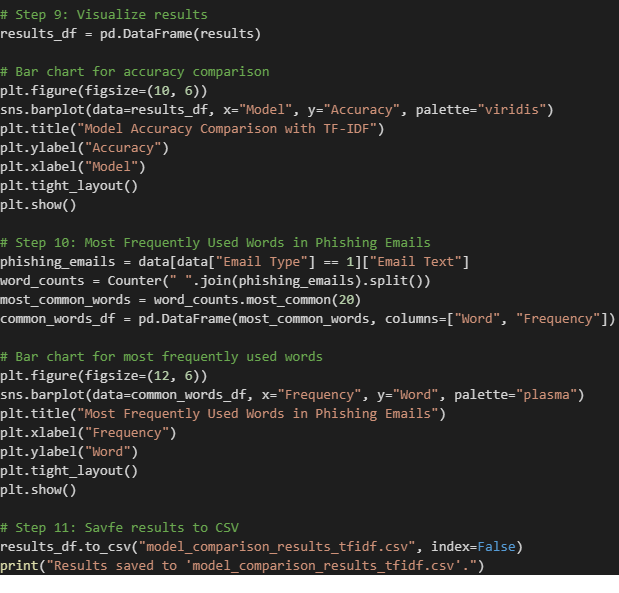 # Step 9: Visualize results
results_df = pd.DataFrame(results)
# Bar chart for accuracy comparison
plt.figure(figsize=(10, 6))
sns.barplot(data=results_df, x="Model", y="Accuracy", palette="viridis")
plt.title("Model Accuracy Comparison with TF-IDF")
plt.ylabel("Accuracy")
plt.xlabel("Model")
plt.tight_layout()
plt.show()
# Step 10: Most Frequently Used Words in Phishing Emails
phishing_emails = data[data["Email Type"] == 1]["Email Text"]
word_counts = Counter(" ".join(phishing_emails).split())
most_common_words = word_counts.most_common(20)
common_words_df = pd.DataFrame(most_common_words, columns=["Word", "Frequency"])
# Bar chart for most frequently used words
plt.figure(figsize=(12, 6))
sns.barplot(data=common_words_df, x="Frequency", y="Word", palette="plasma")
plt.title("Most Frequently Used Words in Phishing Emails")
plt.xlabel("Frequency")
plt.ylabel("Word")
plt.tight_layout()
plt.show()
# Step 11: Savfe results to CSV
results_df.to_csv("model_comparison_results_tfidf.csv", index=False)
print("Results saved to 'model_comparison_results_tfidf.csv'.")